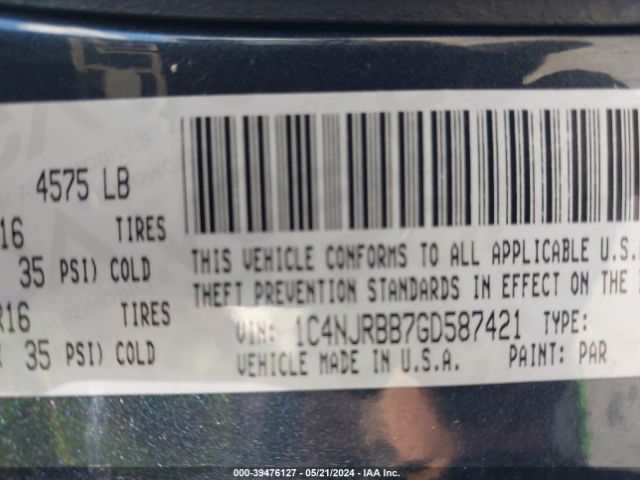 4575 LB
16 TIRES
35 PSI) COLD
R16 TIRES
35 PSI) COLD
THIS VEHICLE CONFORMS TO ALL APPLICABLE U.S.
THEFT PREVENTION STANDARDS IN EFFECT ON THE
VIN: 1C4NJRBB7GD587421 TYPE:
VEHICLE MADE IN U.S.A. PAINT: PAR
000-39476127 - 05/21/2024 - IAA Inc.